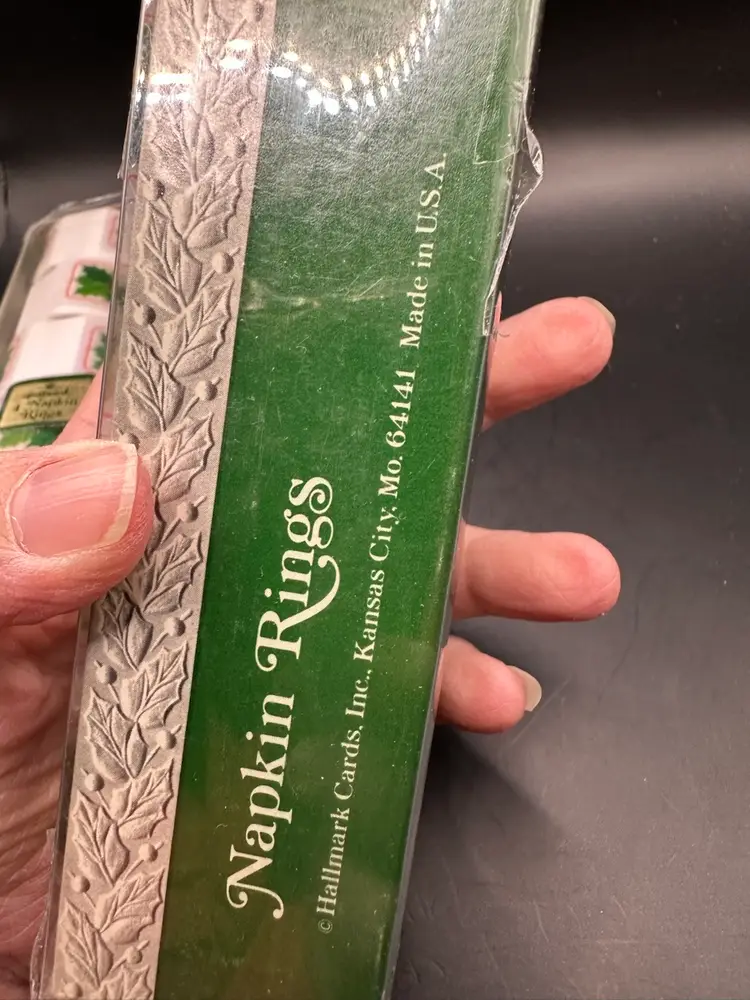 Napkin Rings
© Hallmark Cards, Inc., Kansas City, Mo. 64141 Made in U.S.A.